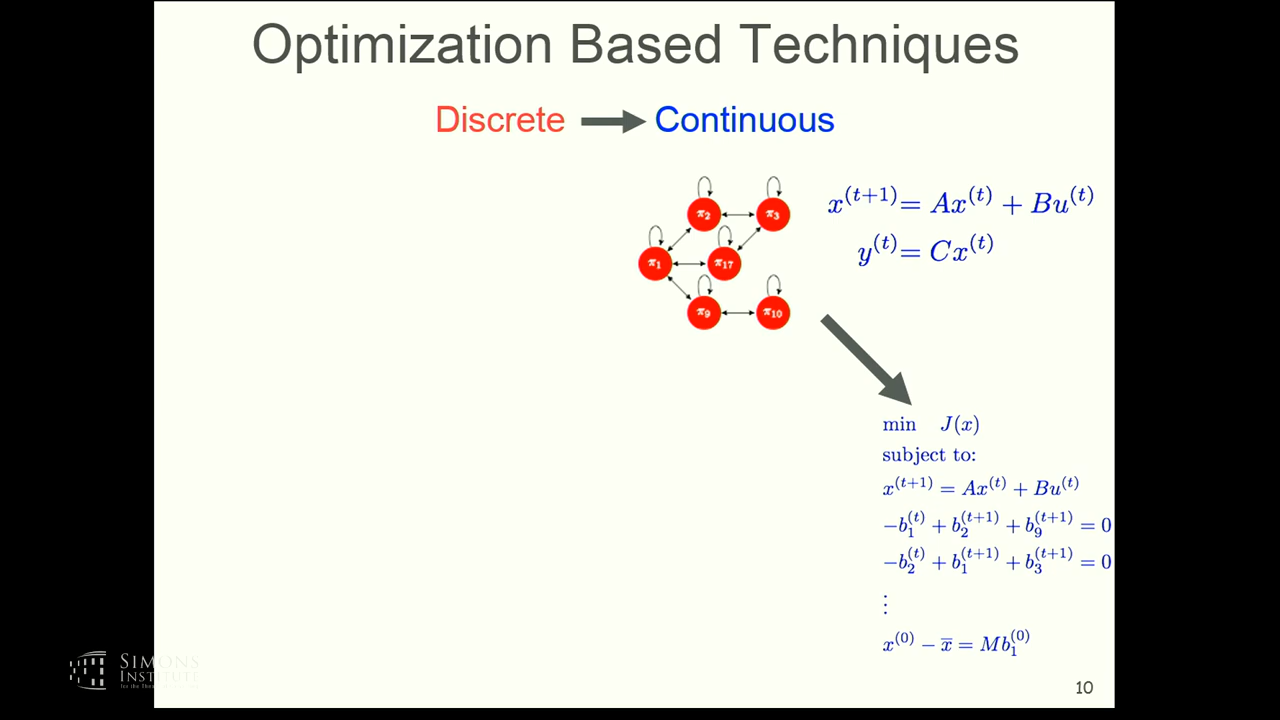 Optimization Based Techniques
Discrete Continuous
π2 π3
π1 π17
π9 π10
x^(t+1) = Ax^(t) + Bu^(t)
y^(t) = Cx^(t)
min J(x)
subject to:
x^(t+1) = Ax^(t) + Bu^(t)
−b_1^(t) + b_2^(t+1) + b_9^(t+1) = 0
−b_2^(t) + b_1^(t+1) + b_3^(t+1) = 0
⋮
x^(0) − x̅ = Mb_1^(0)
SIMONS
INSTITUTE
10